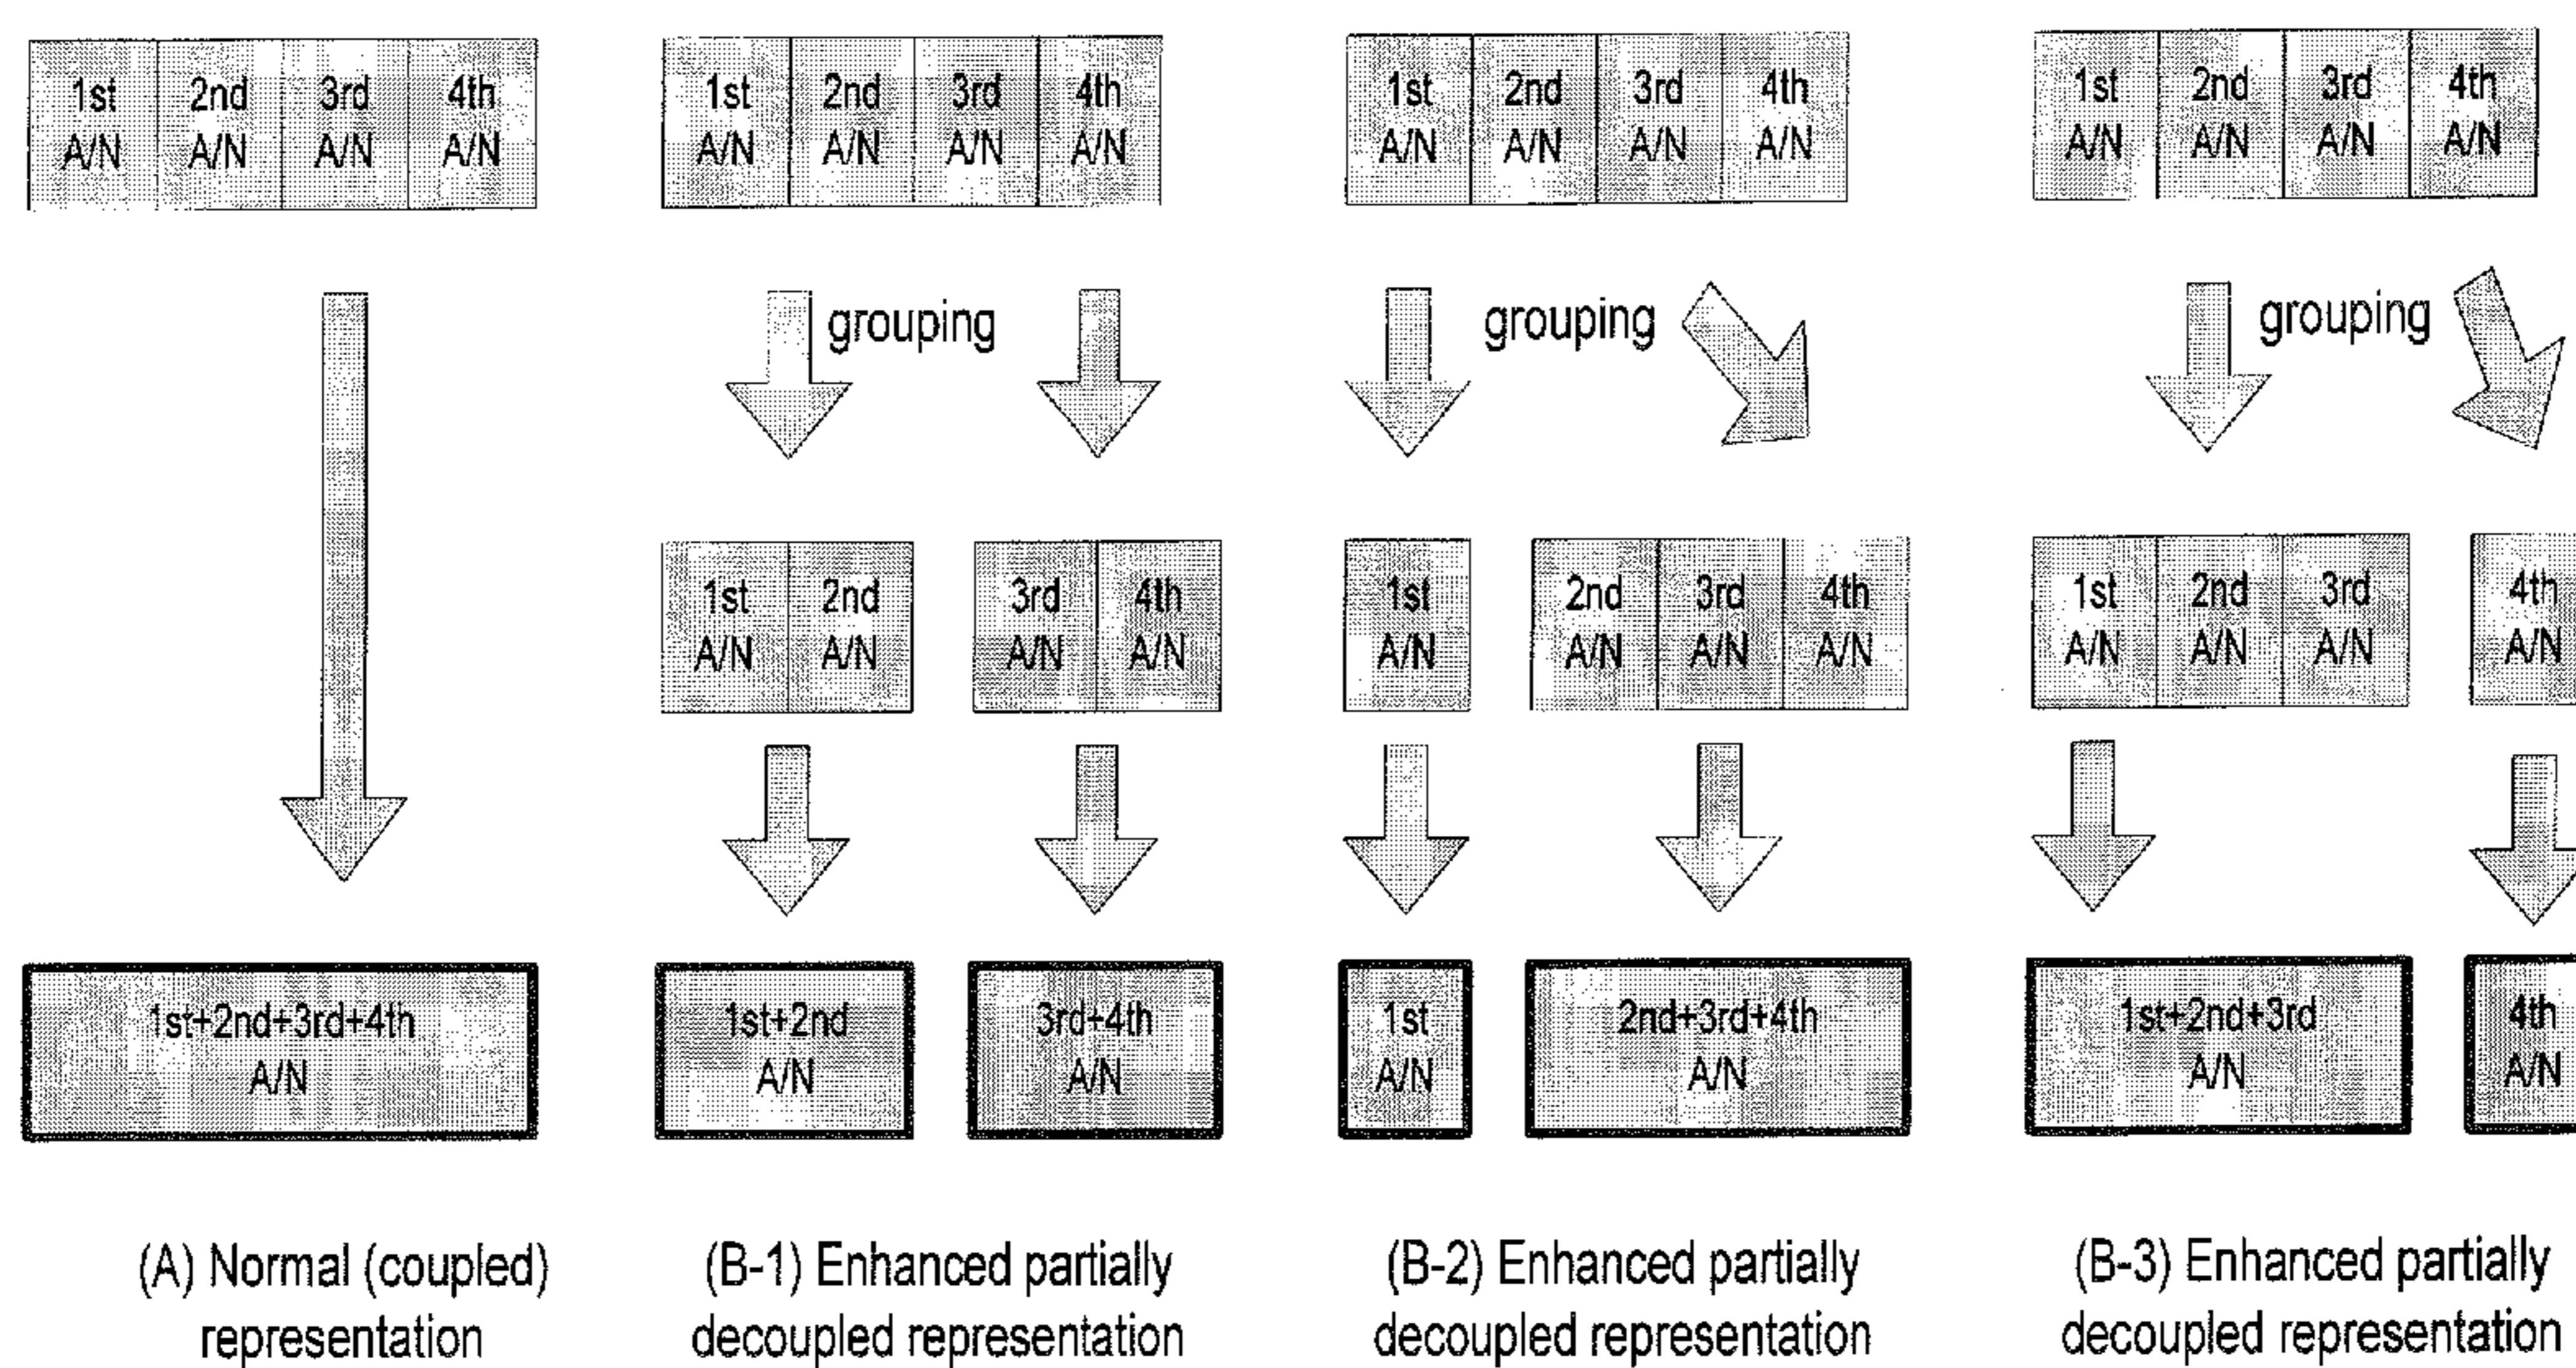 1st 2nd 3rd 4th
A/N A/N A/N A/N
1st 2nd 3rd 4th
A/N A/N A/N A/N
1st 2nd 3rd 4th
A/N A/N A/N A/N
1st 2nd 3rd 4th
A/N A/N A/N A/N
grouping
grouping
grouping
1st 2nd
A/N A/N
3rd 4th
A/N A/N
1st
A/N
2nd 3rd 4th
A/N A/N A/N
1st 2nd 3rd
A/N A/N A/N
4th
A/N
1st+2nd+3rd+4th
A/N
1st+2nd
A/N
3rd+4th
A/N
1st
A/N
2nd+3rd+4th
A/N
1st+2nd+3rd
A/N
4th
A/N
(A) Normal (coupled)
representation
(B-1) Enhanced partially
decoupled representation
(B-2) Enhanced partially
decoupled representation
(B-3) Enhanced partially
decoupled representation